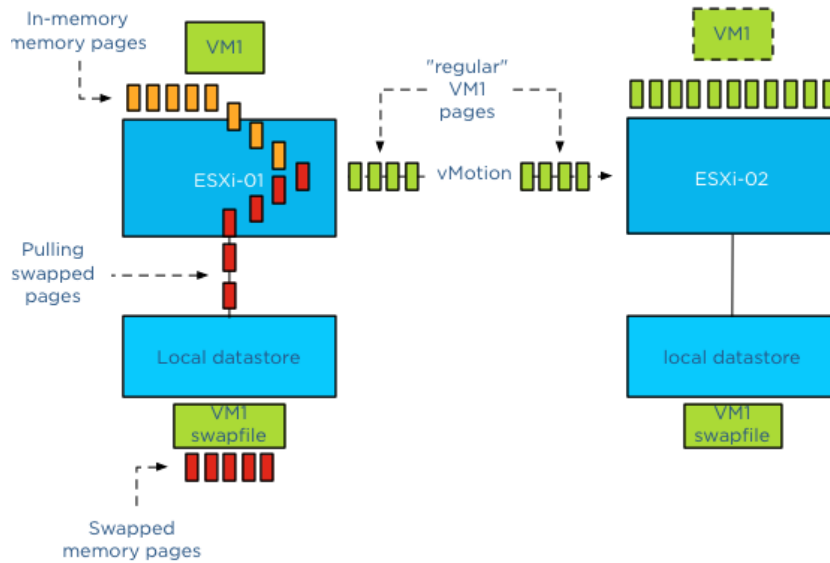 In-memory
memory pages
VM1
"regular"
VM1
pages
VM1
ESXi-01
vMotion
ESXi-02
Pulling
swapped
pages
Local datastore
local datastore
VM1
swapfile
VM1
swapfile
Swapped
memory pages